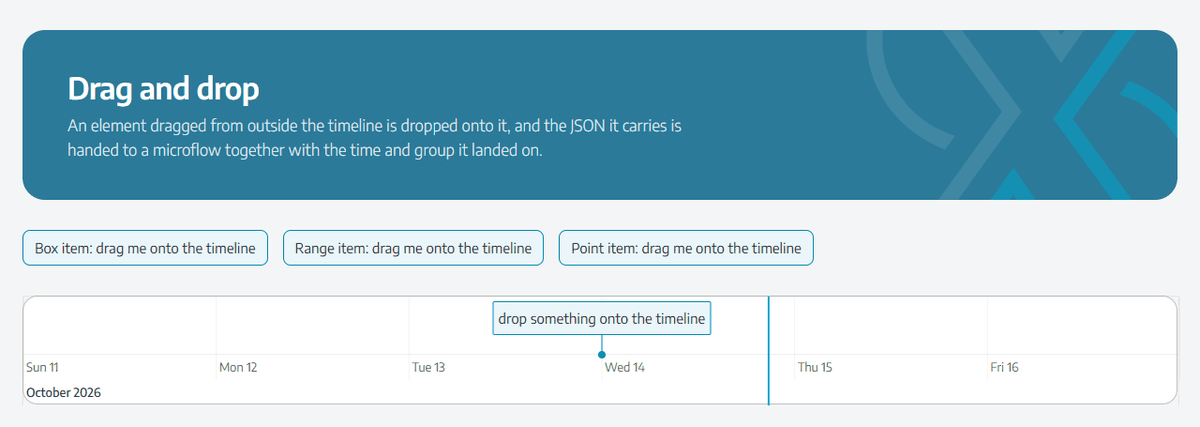 Drag and drop
An element dragged from outside the timeline is dropped onto it, and the JSON it carries is
handed to a microflow together with the time and group it landed on.
Box item: drag me onto the timeline
Range item: drag me onto the timeline
Point item: drag me onto the timeline
drop something onto the timeline
Sun 11
Mon 12
Tue 13
Wed 14
Thu 15
Fri 16
October 2026